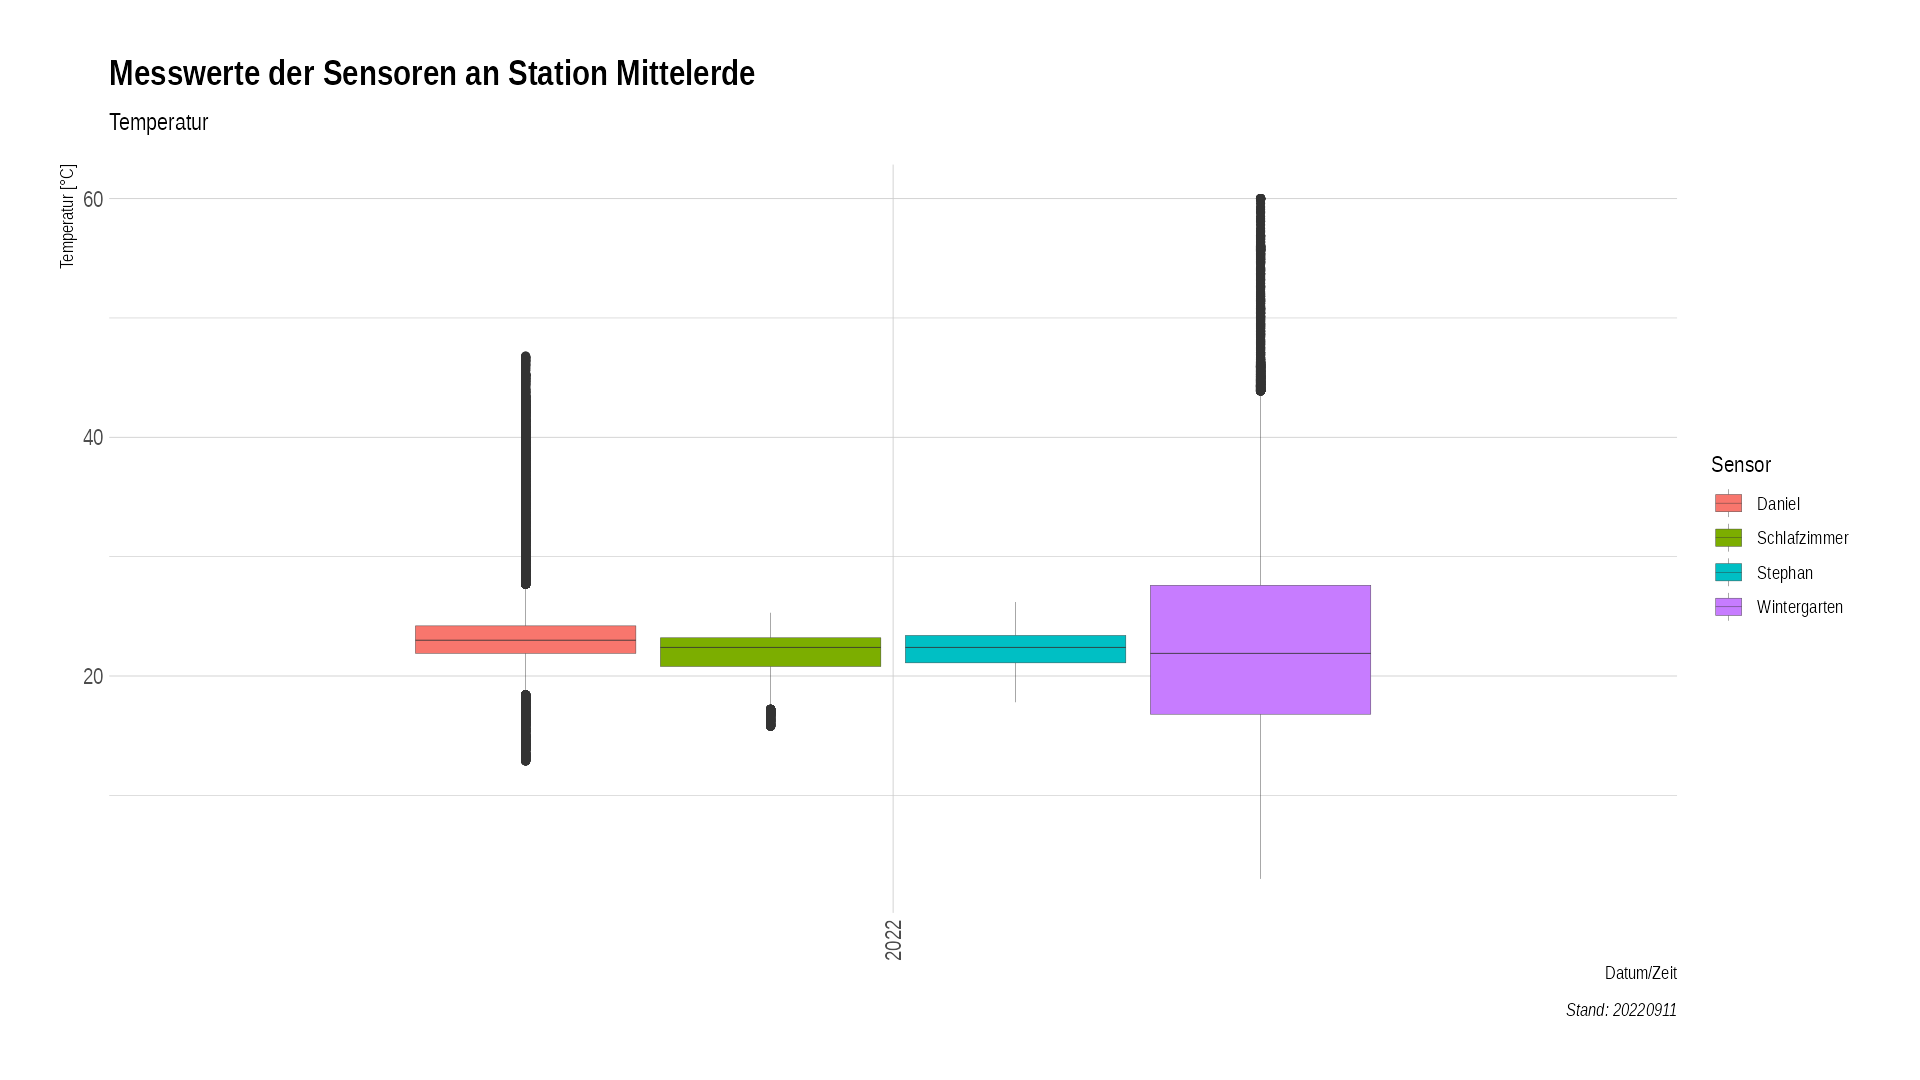 Messwerte der Sensoren an Station Mittelerde
Temperatur
Temperatur [°C]
60
40
20
2022
Datum/Zeit
Stand: 20220911
Sensor
Daniel
Schlafzimmer
Stephan
Wintergarten